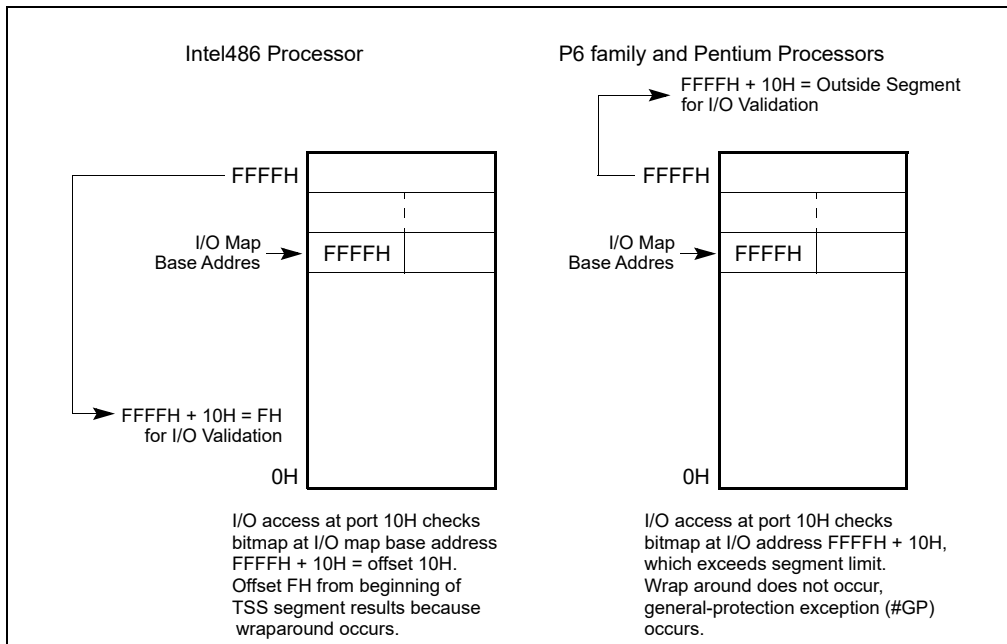 Intel486 Processor
FFFFH
I/O Map
Base Addres
FFFFH
FFFFH + 10H = FH
for I/O Validation
0H
I/O access at port 10H checks
bitmap at I/O map base address
FFFFH + 10H = offset 10H.
Offset FH from beginning of
TSS segment results because
wraparound occurs.
P6 family and Pentium Processors
FFFFH + 10H = Outside Segment
for I/O Validation
FFFFH
I/O Map
Base Addres
FFFFH
0H
I/O access at port 10H checks
bitmap at I/O address FFFFH + 10H,
which exceeds segment limit.
Wrap around does not occur,
general-protection exception (#GP)
occurs.